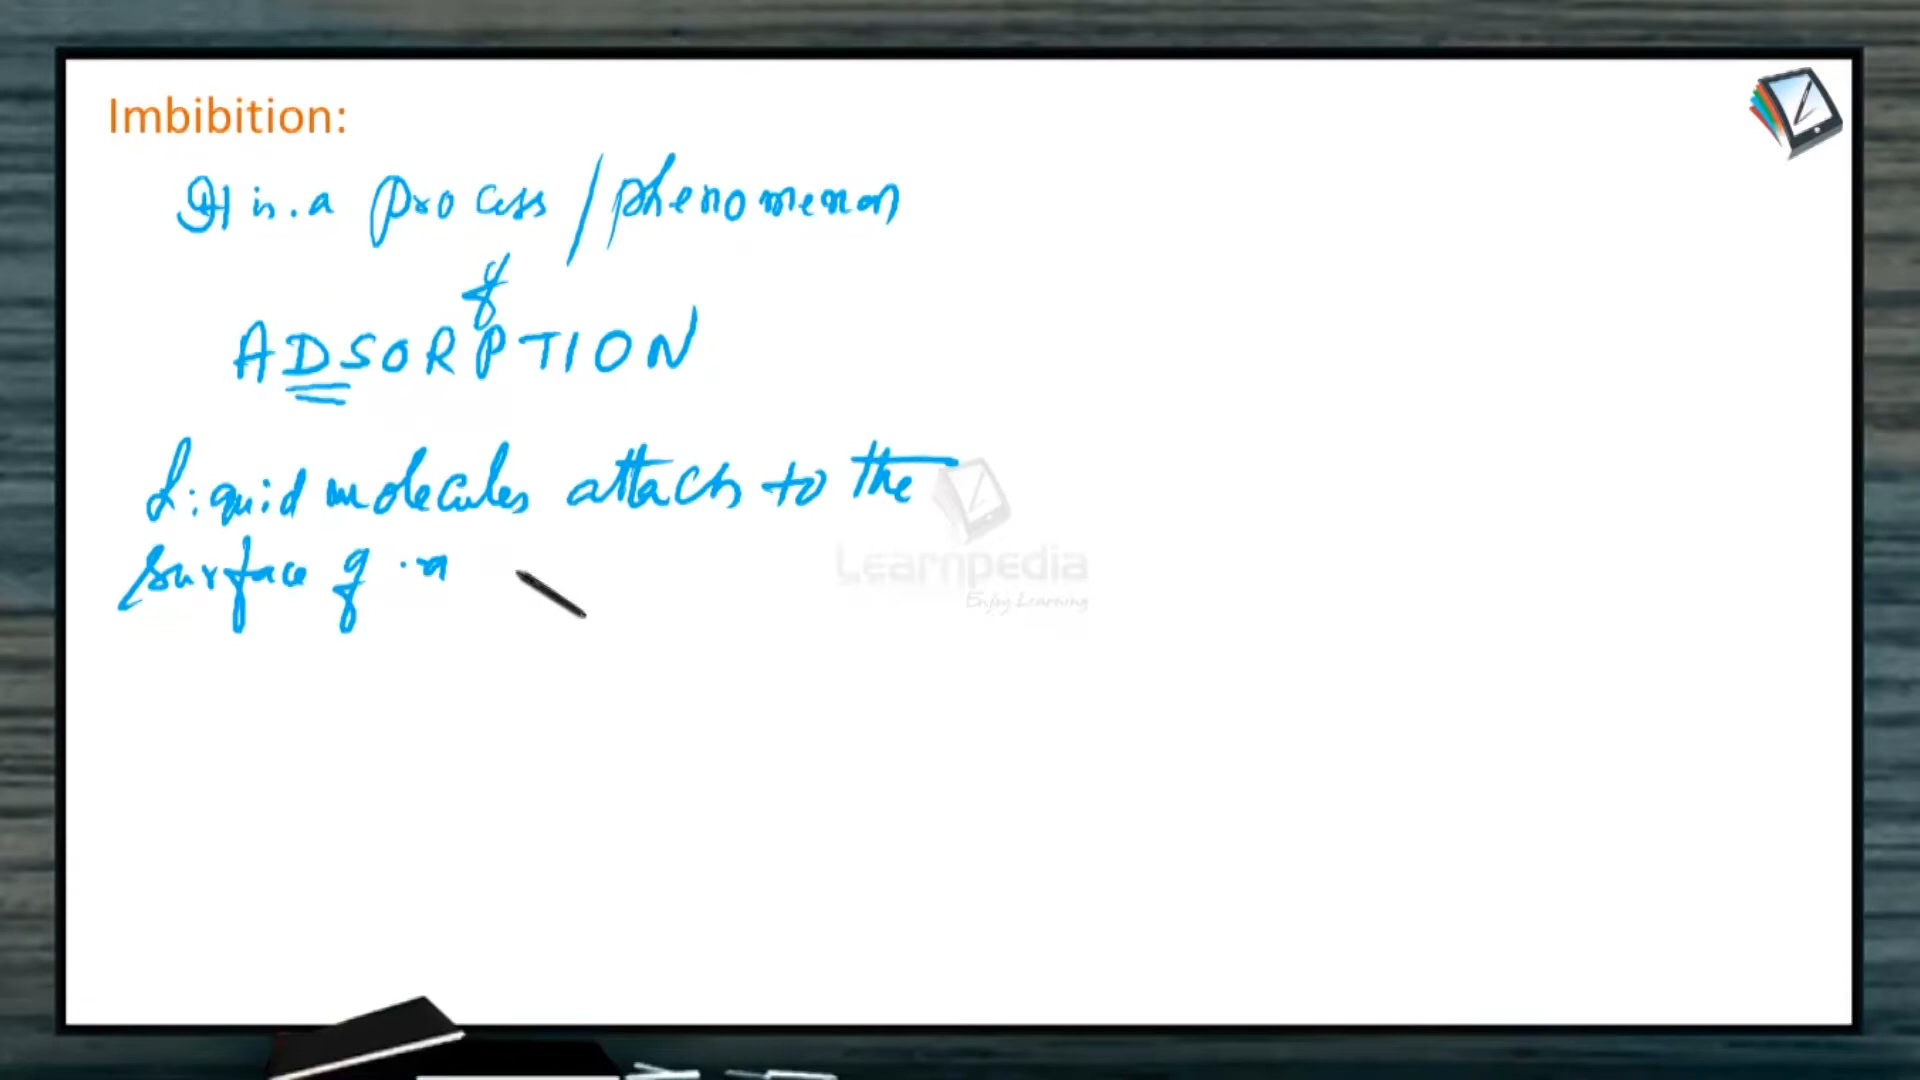 Imbibition:
It is a process / phenomenon
of
ADSORPTION
Liquid molecules attach to the
surface of
Learnpedia
Enjoy Learning